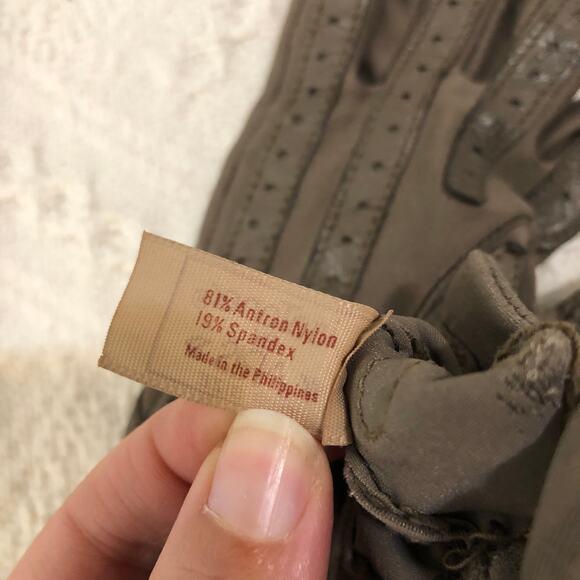 81% Antron Nylon
19% Spandex
Made in the Philippines